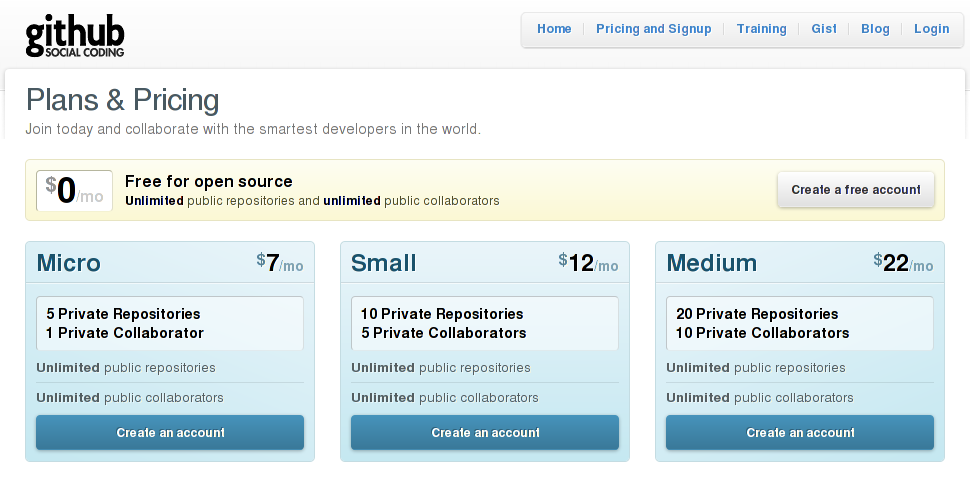 github
SOCIAL CODING
Home
Pricing and Signup
Training
Gist
Blog
Login
Plans & Pricing
Join today and collaborate with the smartest developers in the world.
$0/mo
Free for open source
Unlimited public repositories and unlimited public collaborators
Create a free account
Micro
$7/mo
5 Private Repositories
1 Private Collaborator
Unlimited public repositories
Unlimited public collaborators
Create an account
Small
$12/mo
10 Private Repositories
5 Private Collaborators
Unlimited public repositories
Unlimited public collaborators
Create an account
Medium
$22/mo
20 Private Repositories
10 Private Collaborators
Unlimited public repositories
Unlimited public collaborators
Create an account